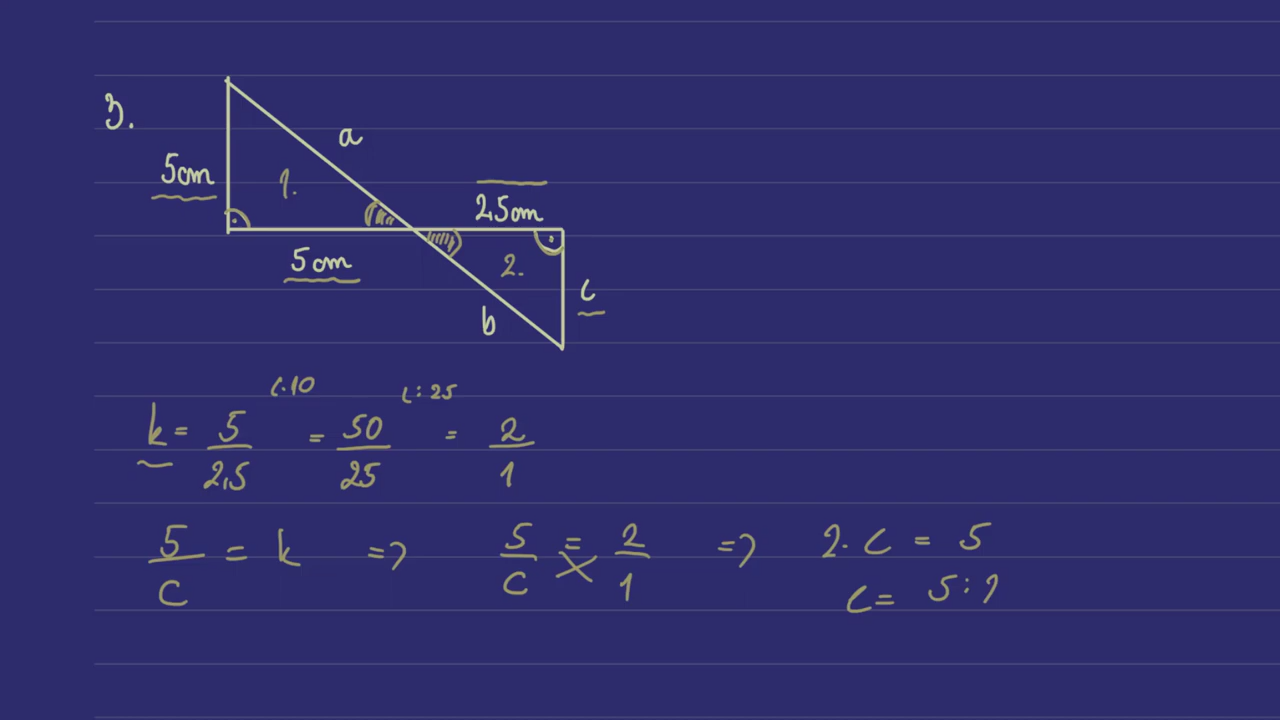 3.
a
5cm
1.
2,5cm
5cm
2.
c
b
(.10 (:25
k = 5/2,5 = 50/25 = 2/1
5/c = k => 5/c = 2/1 => 2. c = 5
c = 5: